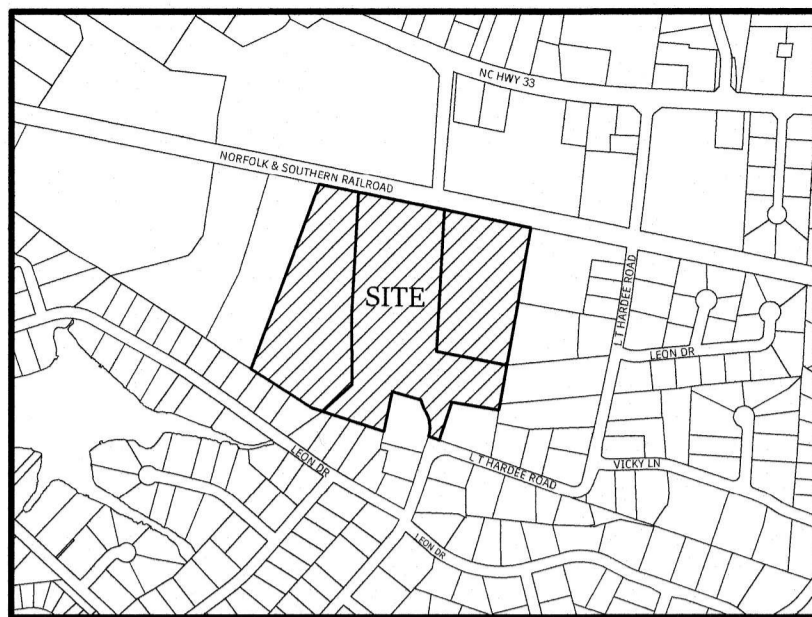 NC HWY 33
NORFOLK & SOUTHERN RAILROAD
SITE
L T HARDEE ROAD
LEON DR
LEON DR
L T HARDEE ROAD
VICKY LN
LEON DR